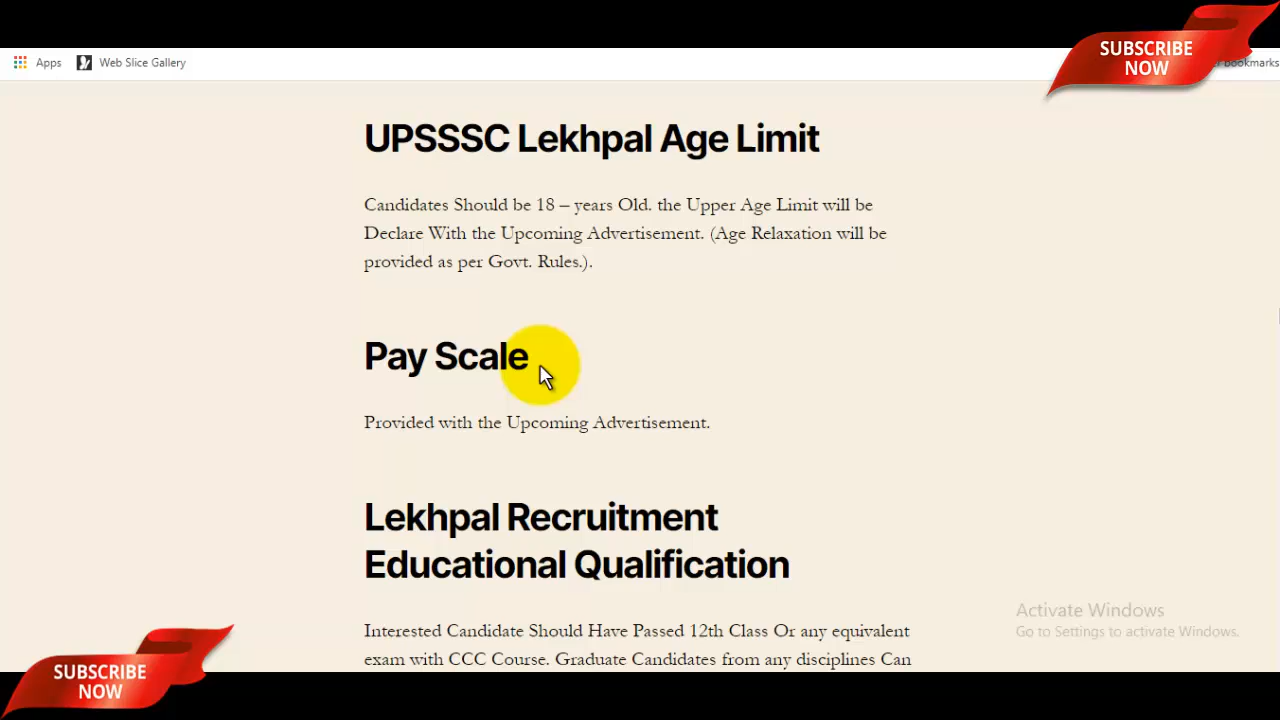 SUBSCRIBE
NOW
Apps Web Slice Gallery bookmarks
UPSSSC Lekhpal Age Limit
Candidates Should be 18 – years Old. the Upper Age Limit will be
Declare With the Upcoming Advertisement. (Age Relaxation will be
provided as per Govt. Rules.).
Pay Scale
Provided with the Upcoming Advertisement.
Lekhpal Recruitment
Educational Qualification
Interested Candidate Should Have Passed 12th Class Or any equivalent
exam with CCC Course. Graduate Candidates from any disciplines Can
Activate Windows
Go to Settings to activate Windows.
SUBSCRIBE
NOW